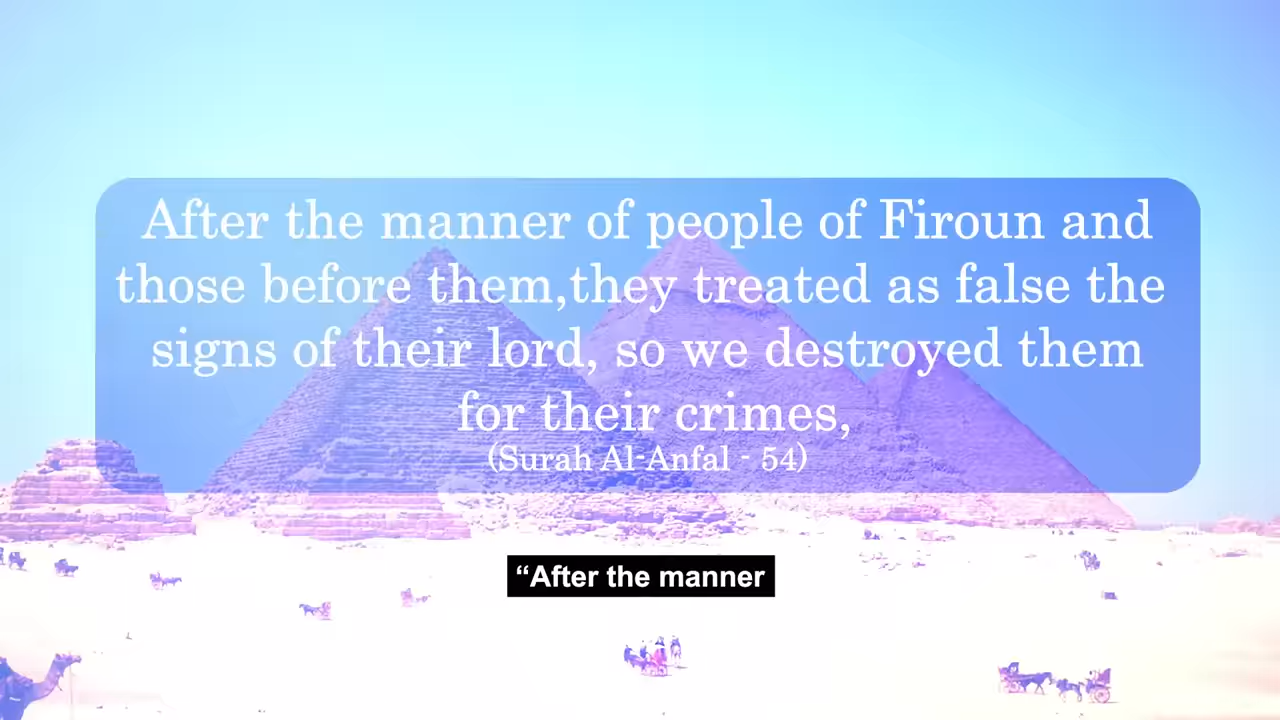 After the manner of people of Firoun and
those before them,they treated as false the
signs of their lord, so we destroyed them
for their crimes,
(Surah Al-Anfal - 54)
“After the manner